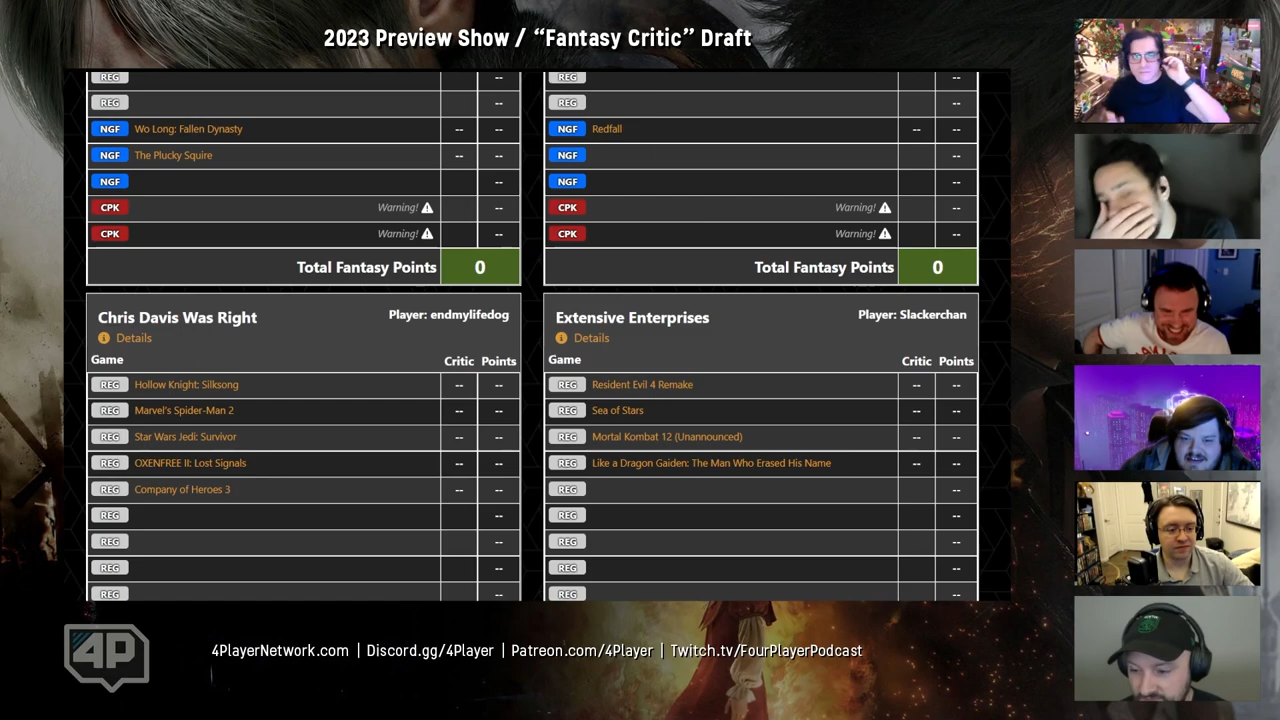 2023 Preview Show / “Fantasy Critic” Draft
REG --
REG --
NGF Wo Long: Fallen Dynasty -- --
NGF The Plucky Squire -- --
NGF --
CPK Warning! --
CPK Warning! --
Total Fantasy Points 0
REG --
REG --
NGF Redfall -- --
NGF --
NGF --
CPK Warning! --
CPK Warning! --
Total Fantasy Points 0
Chris Davis Was Right Player: endmylifedog
Details
Game Critic Points
REG Hollow Knight: Silksong -- --
REG Marvel's Spider-Man 2 -- --
REG Star Wars Jedi: Survivor -- --
REG OXENFREE II: Lost Signals -- --
REG Company of Heroes 3 -- --
REG --
REG --
REG --
REG --
Extensive Enterprises Player: Slackerchan
Details
Game Critic Points
REG Resident Evil 4 Remake -- --
REG Sea of Stars -- --
REG Mortal Kombat 12 (Unannounced) -- --
REG Like a Dragon Gaiden: The Man Who Erased His Name -- --
REG --
REG --
REG --
REG --
REG --
4P
4PlayerNetwork.com | Discord.gg/4Player | Patreon.com/4Player | Twitch.tv/FourPlayerPodcast